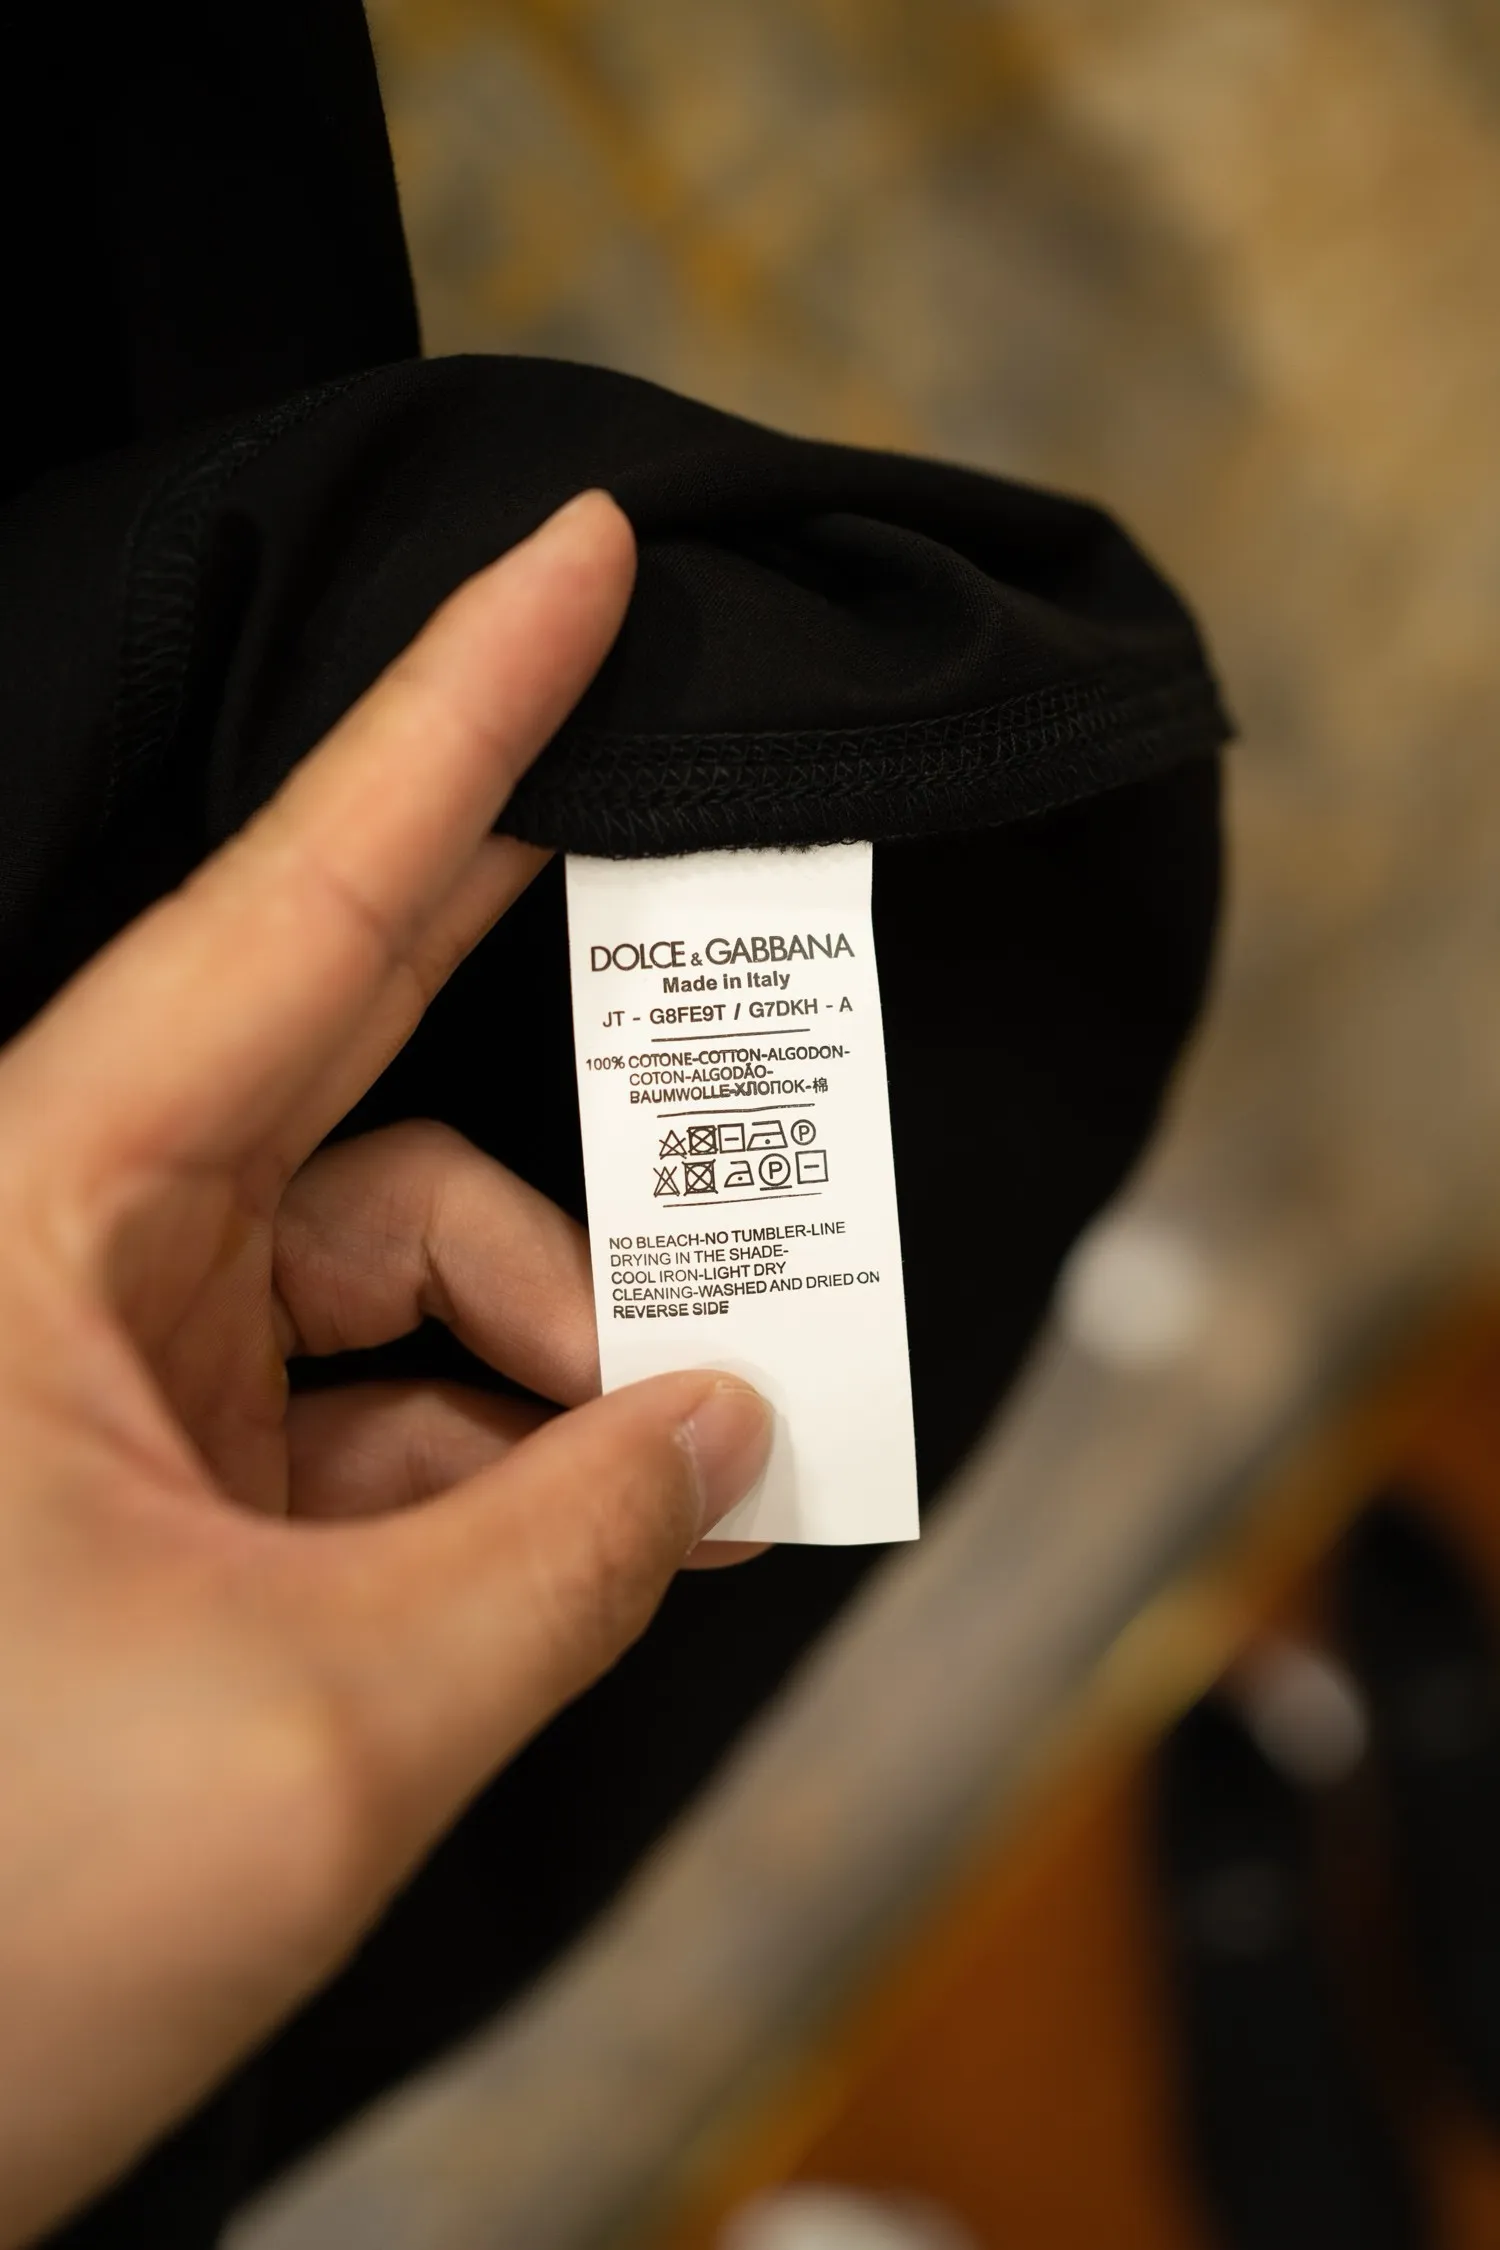 DOLCE & GABBANA
Made in Italy
JT - G8FE9T / G7DKH - A
100% COTONE-COTTON-ALGODON-
COTON-ALGODÃO-
BAUMWOLLE-ХЛОПОК-棉
P
P
NO BLEACH-NO TUMBLER-LINE
DRYING IN THE SHADE-
COOL IRON-LIGHT DRY
CLEANING-WASHED AND DRIED ON
REVERSE SIDE